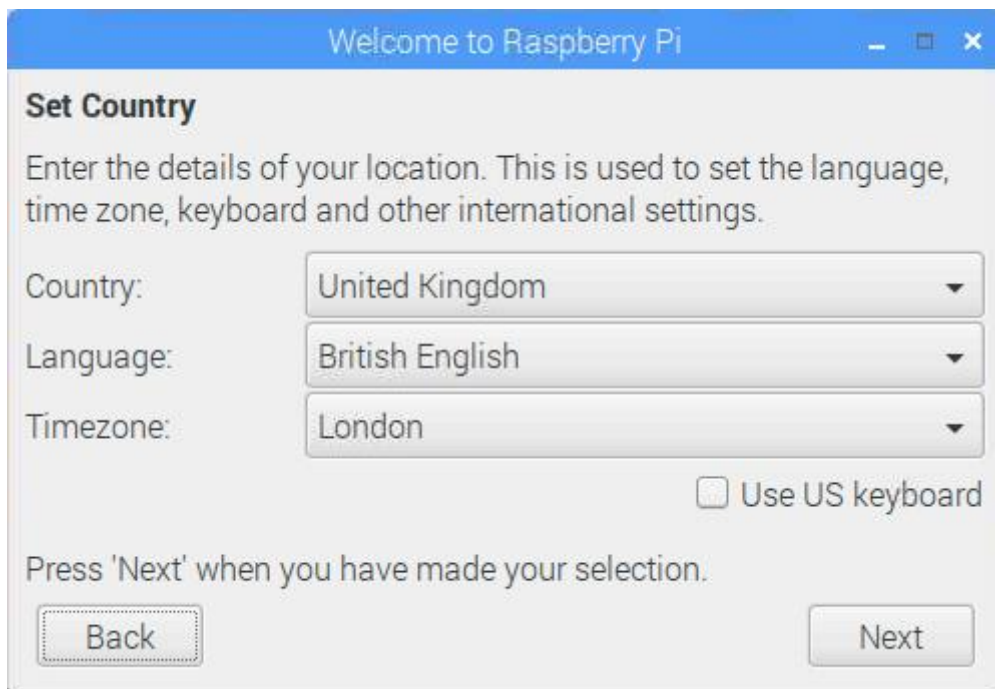 Welcome to Raspberry Pi
Set Country
Enter the details of your location. This is used to set the language,
time zone, keyboard and other international settings.
Country: United Kingdom
Language: British English
Timezone: London
Use US keyboard
Press 'Next' when you have made your selection.
Back Next